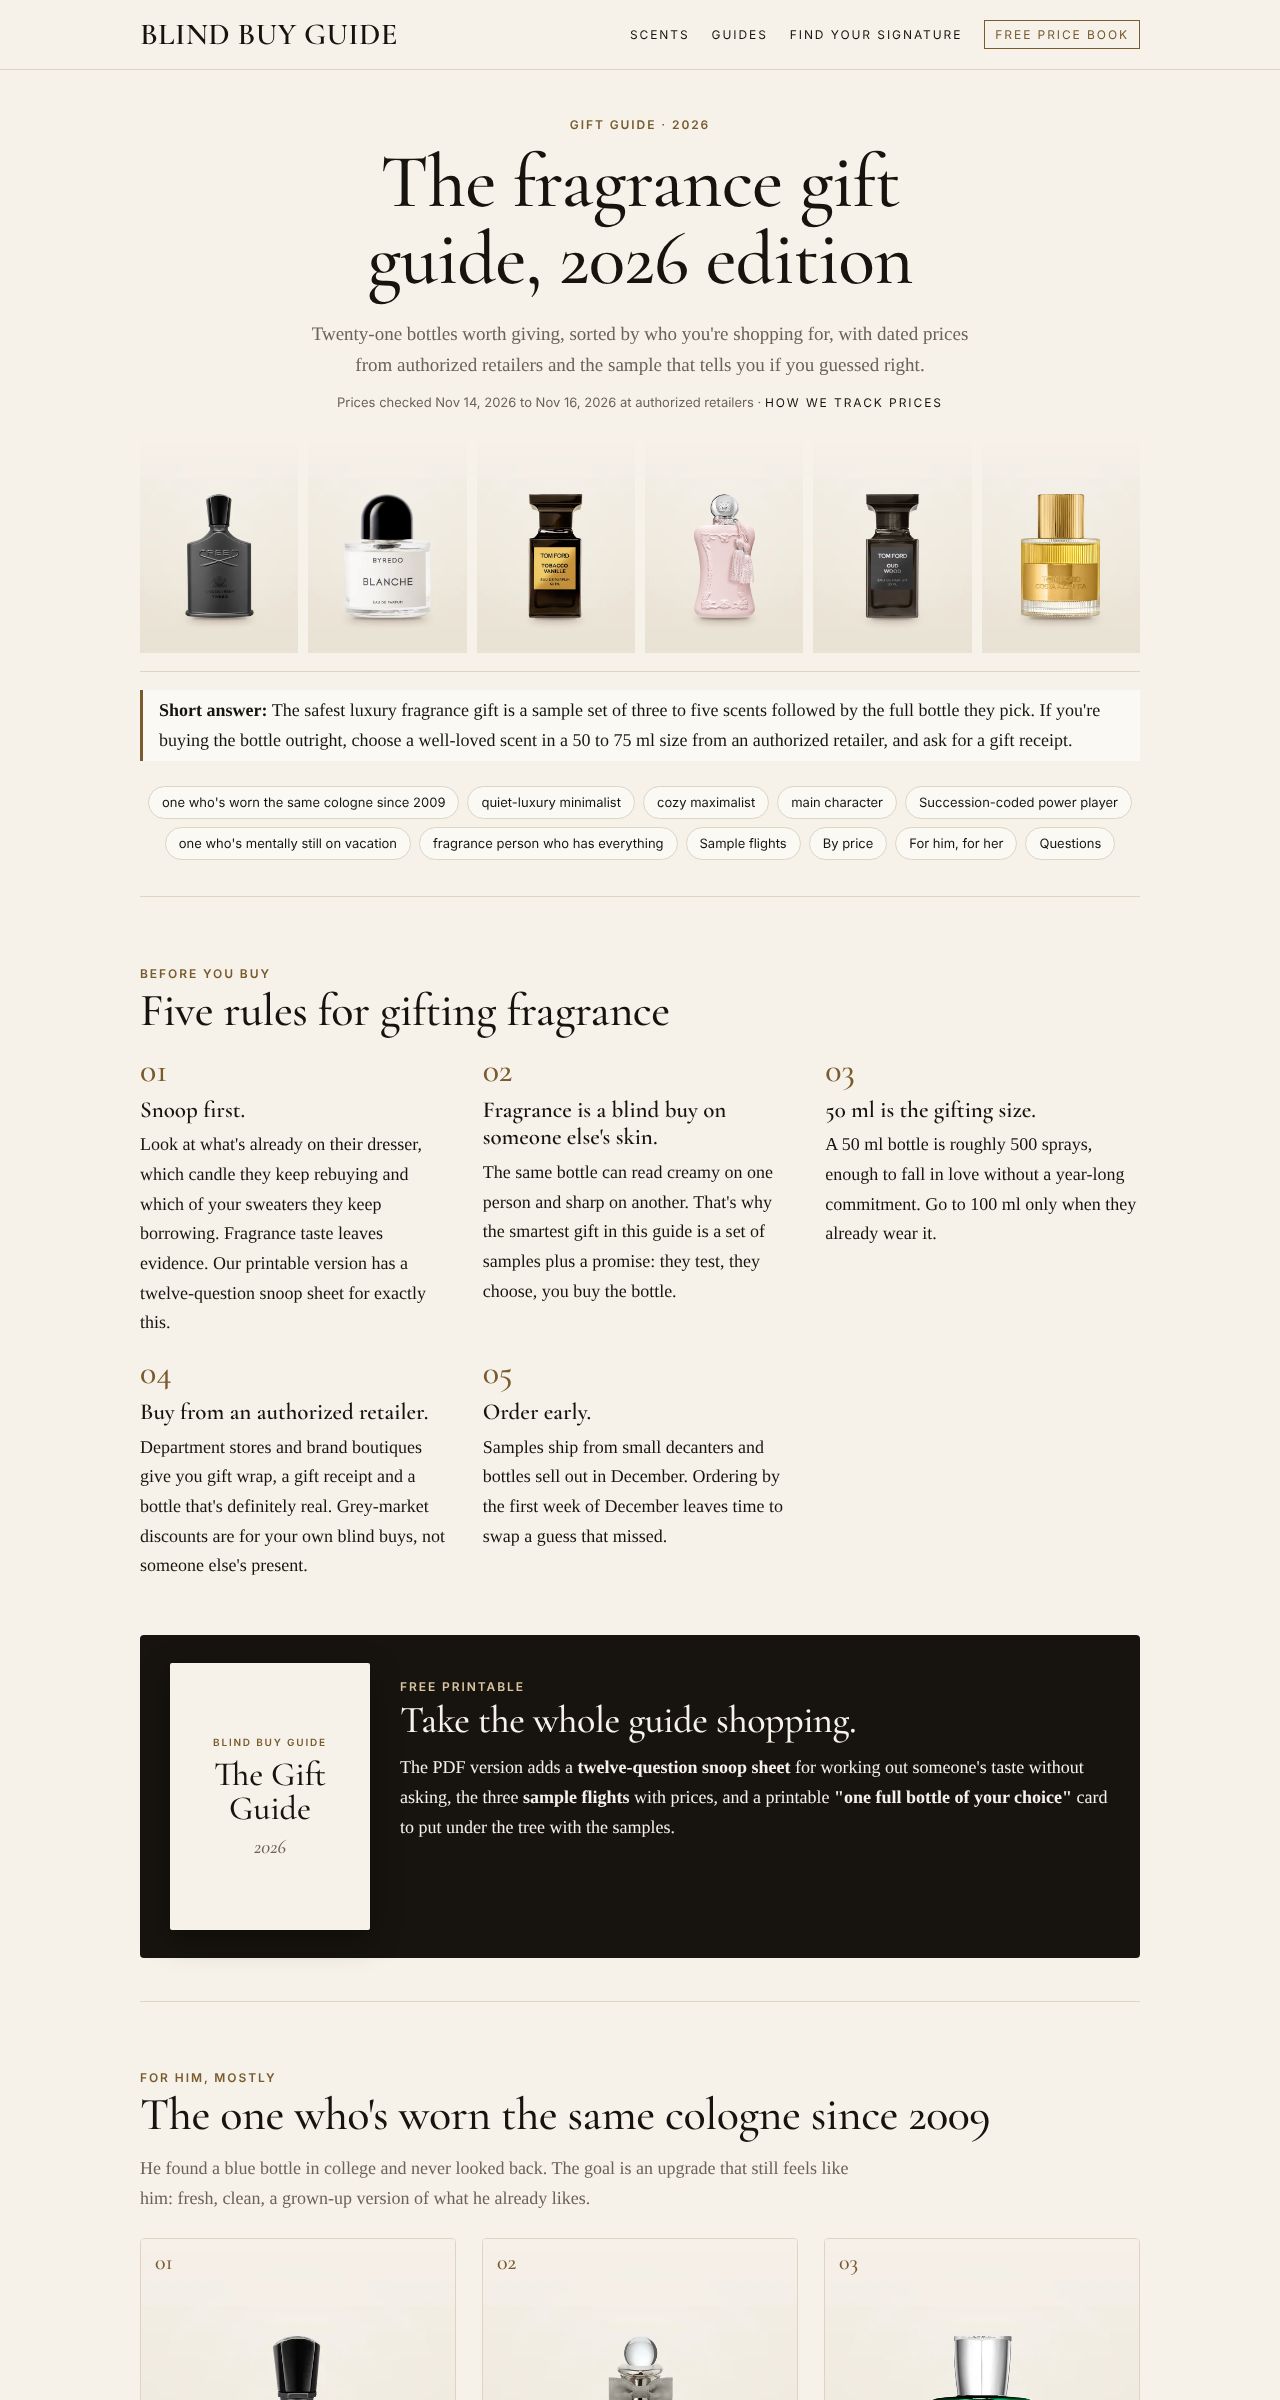 BLIND BUY GUIDE
SCENTS GUIDES FIND YOUR SIGNATURE FREE PRICE BOOK
GIFT GUIDE · 2026
The fragrance gift
guide, 2026 edition
Twenty-one bottles worth giving, sorted by who you're shopping for, with dated prices
from authorized retailers and the sample that tells you if you guessed right.
Prices checked Nov 14, 2026 to Nov 16, 2026 at authorized retailers · HOW WE TRACK PRICES
CREED
BYREDO
BLANCHE
EAU DE PARFUM
TOM FORD
TOBACCO
VANILLE
EAU DE PARFUM
TOM FORD
OUD
WOOD
EAU DE PARFUM
TOM FORD
COSTA AZZURRA
Short answer: The safest luxury fragrance gift is a sample set of three to five scents followed by the full bottle they pick. If you're
buying the bottle outright, choose a well-loved scent in a 50 to 75 ml size from an authorized retailer, and ask for a gift receipt.
one who's worn the same cologne since 2009 quiet-luxury minimalist cozy maximalist main character Succession-coded power player
one who's mentally still on vacation fragrance person who has everything Sample flights By price For him, for her Questions
BEFORE YOU BUY
Five rules for gifting fragrance
01
Snoop first.
Look at what's already on their dresser,
which candle they keep rebuying and
which of your sweaters they keep
borrowing. Fragrance taste leaves
evidence. Our printable version has a
twelve-question snoop sheet for exactly
this.
02
Fragrance is a blind buy on
someone else's skin.
The same bottle can read creamy on one
person and sharp on another. That's why
the smartest gift in this guide is a set of
samples plus a promise: they test, they
choose, you buy the bottle.
03
50 ml is the gifting size.
A 50 ml bottle is roughly 500 sprays,
enough to fall in love without a year-long
commitment. Go to 100 ml only when they
already wear it.
04
Buy from an authorized retailer.
Department stores and brand boutiques
give you gift wrap, a gift receipt and a
bottle that's definitely real. Grey-market
discounts are for your own blind buys, not
someone else's present.
05
Order early.
Samples ship from small decanters and
bottles sell out in December. Ordering by
the first week of December leaves time to
swap a guess that missed.
BLIND BUY GUIDE
The Gift
Guide
2026
FREE PRINTABLE
Take the whole guide shopping.
The PDF version adds a twelve-question snoop sheet for working out someone's taste without
asking, the three sample flights with prices, and a printable "one full bottle of your choice" card
to put under the tree with the samples.
FOR HIM, MOSTLY
The one who's worn the same cologne since 2009
He found a blue bottle in college and never looked back. The goal is an upgrade that still feels like
him: fresh, clean, a grown-up version of what he already likes.
01
02
03